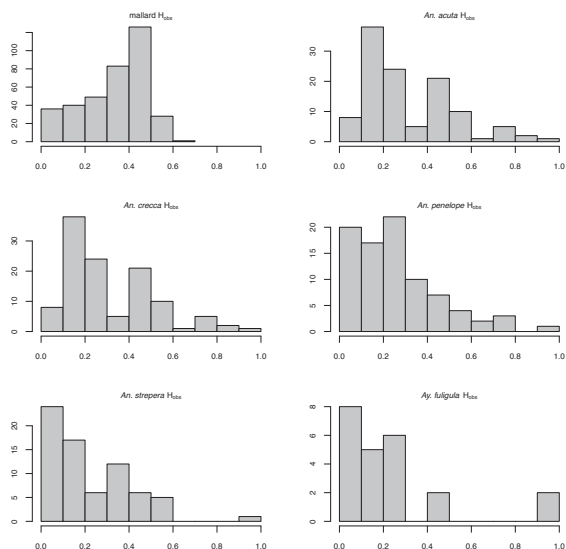 mallard Hobs
0 20 40 60 80 100
0.0 0.2 0.4 0.6 0.8 1.0
An. acuta Hobs
0 10 20 30
0.0 0.2 0.4 0.6 0.8 1.0
An. crecca Hobs
0 10 20 30
0.0 0.2 0.4 0.6 0.8 1.0
An. penelope Hobs
0 5 10 15 20
0.0 0.2 0.4 0.6 0.8 1.0
An. strepera Hobs
0 5 10 15 20
0.0 0.2 0.4 0.6 0.8 1.0
Ay. fuligula Hobs
0 2 4 6 8
0.0 0.2 0.4 0.6 0.8 1.0